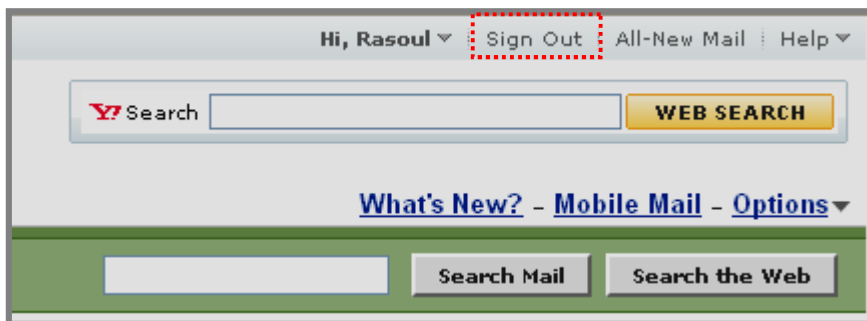 Hi, Rasoul Sign Out All-New Mail Help
Y! Search WEB SEARCH
What's New? – Mobile Mail – Options
Search Mail Search the Web